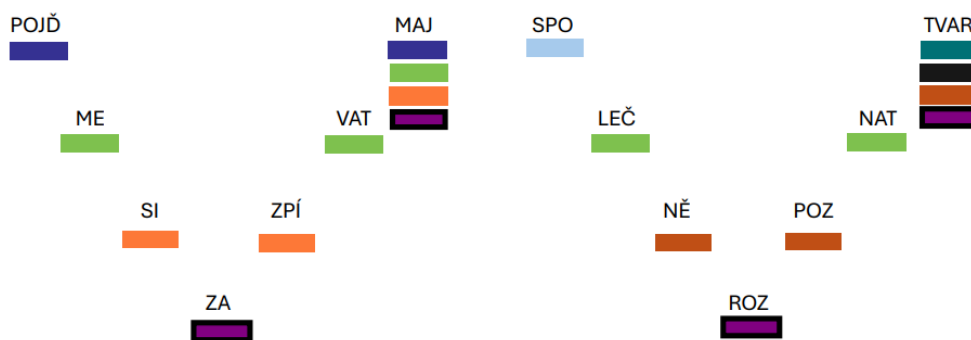 POJĎ MAJ SPO TVAR
ME VAT LEČ NAT
SI ZPÍ NĚ POZ
ZA ROZ